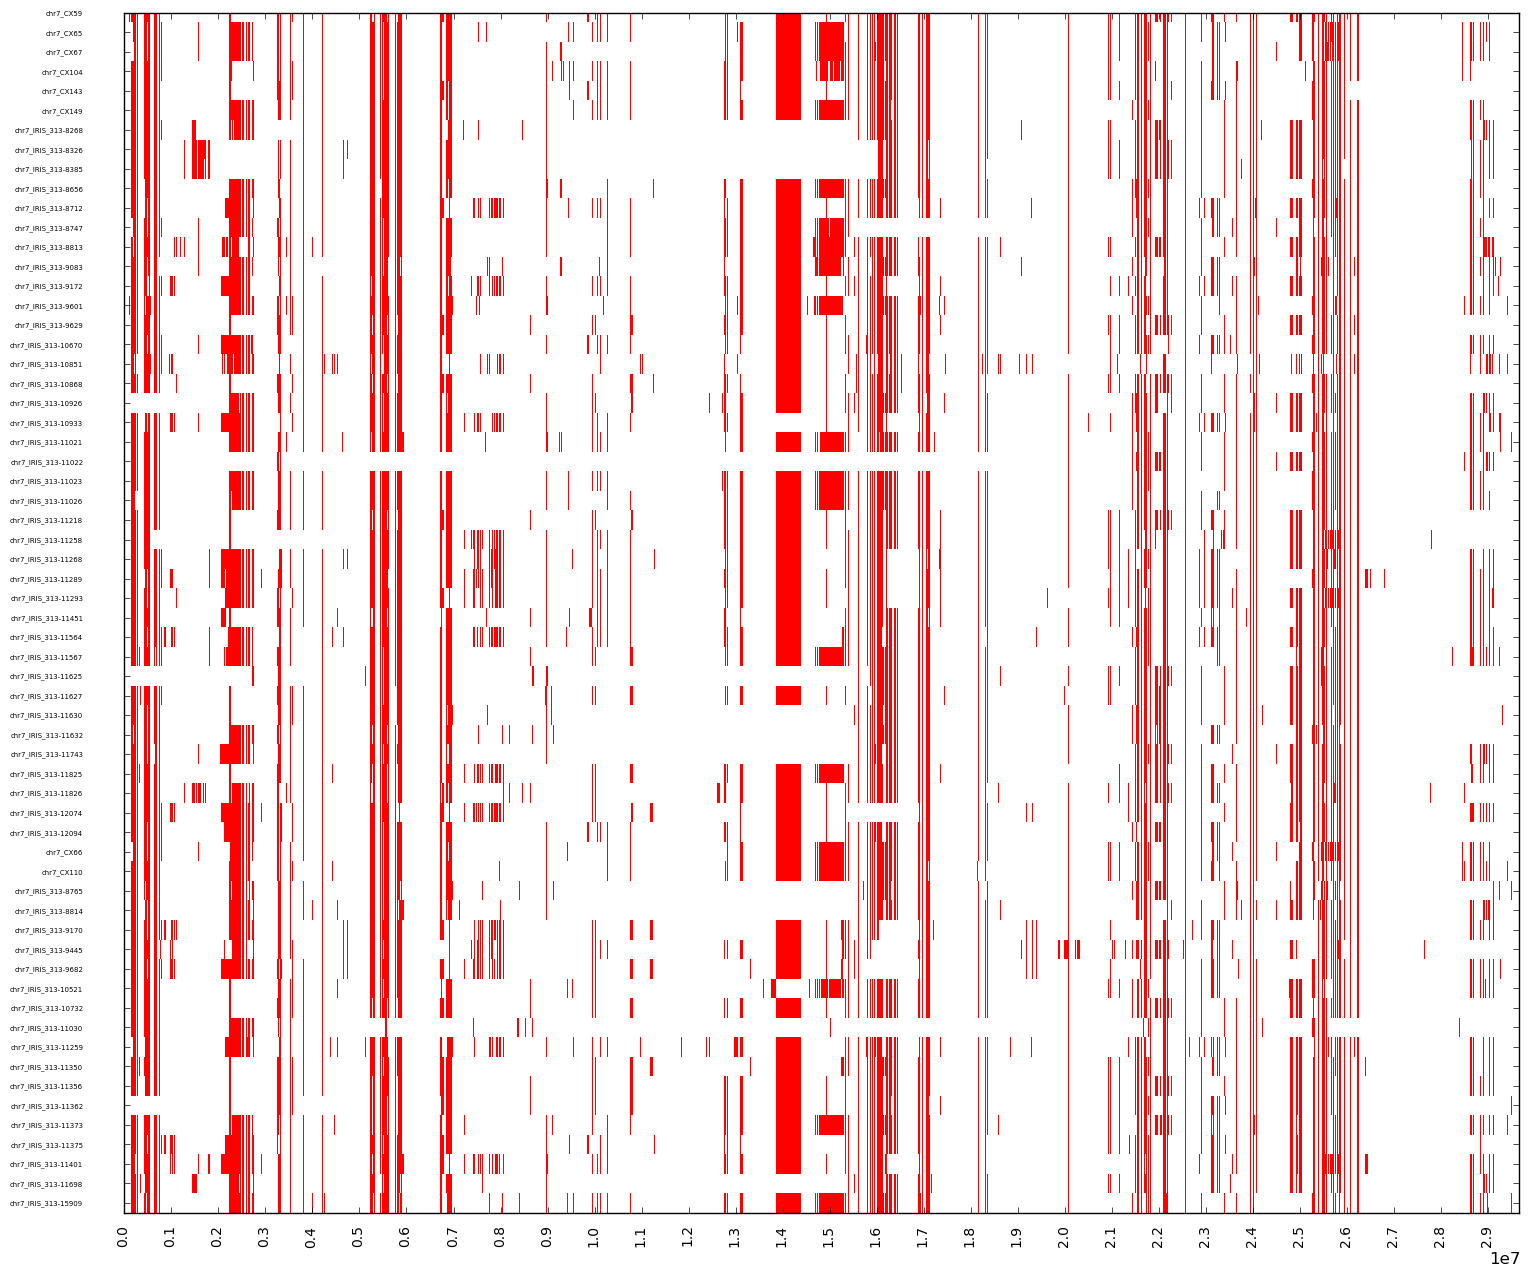 chr7_CX59
chr7_CX65
chr7_CX67
chr7_CX104
chr7_CX143
chr7_CX149
chr7_IRIS_313-8268
chr7_IRIS_313-8326
chr7_IRIS_313-8385
chr7_IRIS_313-8656
chr7_IRIS_313-8712
chr7_IRIS_313-8747
chr7_IRIS_313-8813
chr7_IRIS_313-9083
chr7_IRIS_313-9172
chr7_IRIS_313-9601
chr7_IRIS_313-9629
chr7_IRIS_313-10670
chr7_IRIS_313-10851
chr7_IRIS_313-10868
chr7_IRIS_313-10926
chr7_IRIS_313-10933
chr7_IRIS_313-11021
chr7_IRIS_313-11022
chr7_IRIS_313-11023
chr7_IRIS_313-11026
chr7_IRIS_313-11218
chr7_IRIS_313-11258
chr7_IRIS_313-11268
chr7_IRIS_313-11289
chr7_IRIS_313-11293
chr7_IRIS_313-11451
chr7_IRIS_313-11564
chr7_IRIS_313-11567
chr7_IRIS_313-11625
chr7_IRIS_313-11627
chr7_IRIS_313-11630
chr7_IRIS_313-11632
chr7_IRIS_313-11743
chr7_IRIS_313-11825
chr7_IRIS_313-11826
chr7_IRIS_313-12074
chr7_IRIS_313-12094
chr7_CX66
chr7_CX110
chr7_IRIS_313-8765
chr7_IRIS_313-8814
chr7_IRIS_313-9170
chr7_IRIS_313-9445
chr7_IRIS_313-9682
chr7_IRIS_313-10521
chr7_IRIS_313-10732
chr7_IRIS_313-11030
chr7_IRIS_313-11259
chr7_IRIS_313-11350
chr7_IRIS_313-11356
chr7_IRIS_313-11362
chr7_IRIS_313-11373
chr7_IRIS_313-11375
chr7_IRIS_313-11401
chr7_IRIS_313-11698
chr7_IRIS_313-15909
0.0 0.1 0.2 0.3 0.4 0.5 0.6 0.7 0.8 0.9 1.0 1.1 1.2 1.3 1.4 1.5 1.6 1.7 1.8 1.9 2.0 2.1 2.2 2.3 2.4 2.5 2.6 2.7 2.8 2.9
1e7